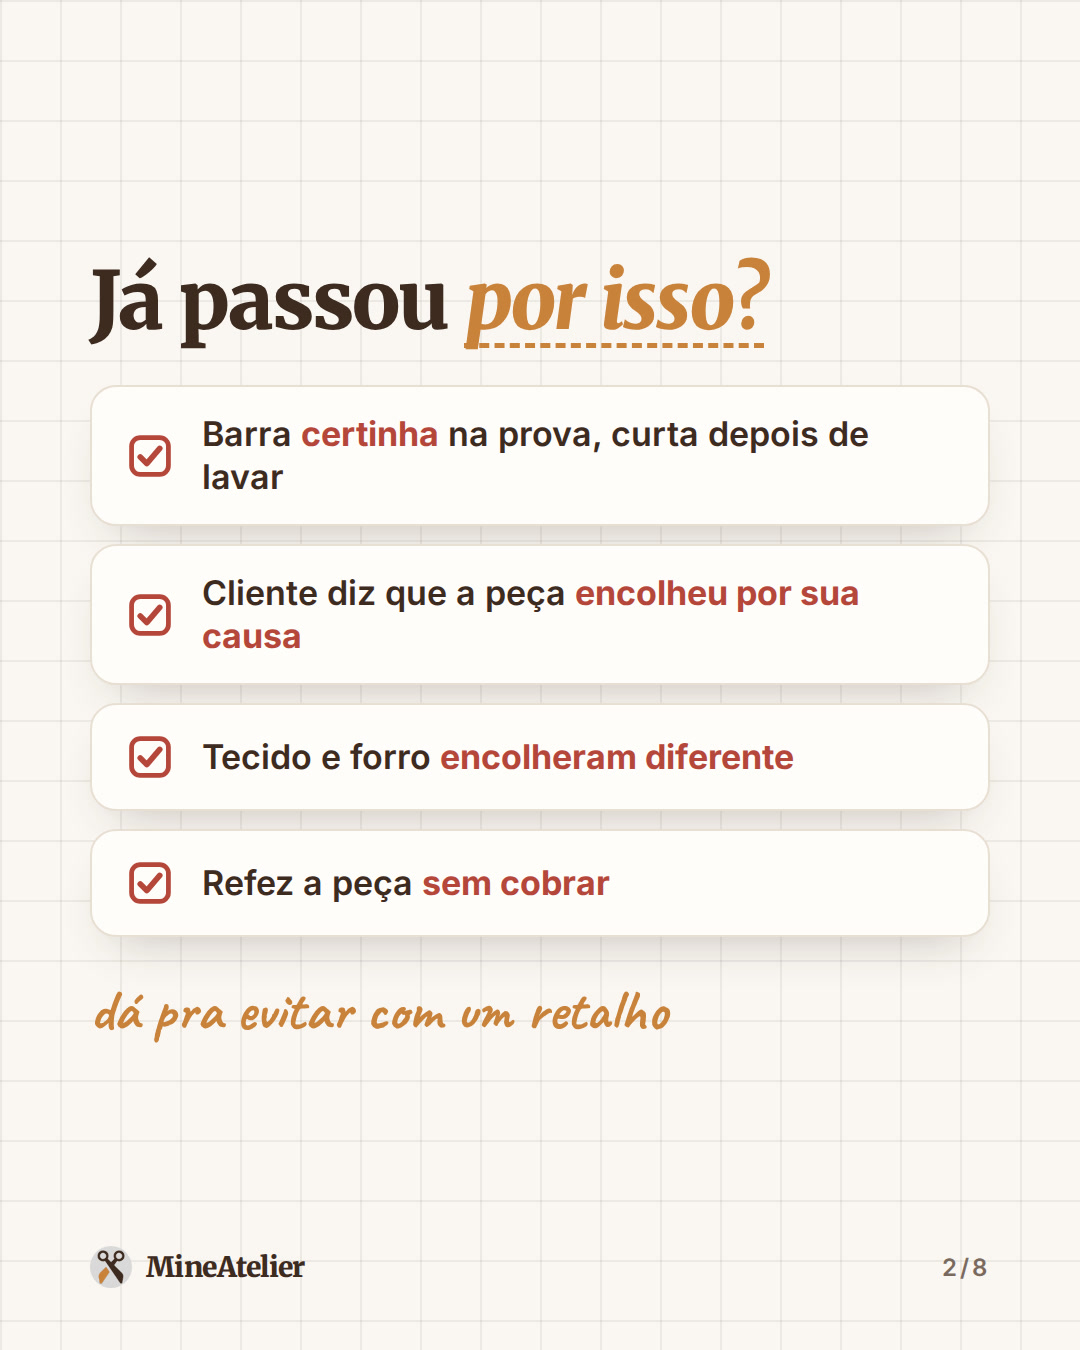 Já passou por isso?
Barra certinha na prova, curta depois de
lavar
Cliente diz que a peça encolheu por sua
causa
Tecido e forro encolheram diferente
Refez a peça sem cobrar
dá pra evitar com um retalho
MineAtelier
2/8